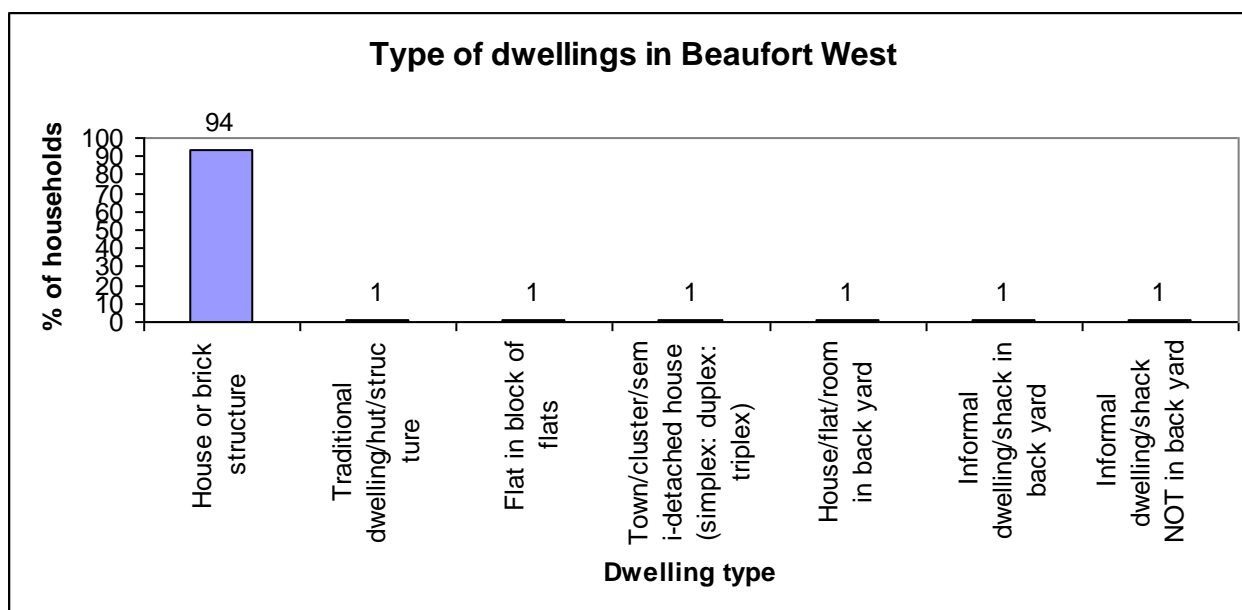 Type of dwellings in Beaufort West
% of households
100
90
80
70
60
50
40
30
20
10
0
94
1
1
1
1
1
1
House or brick
structure
Traditional
dwelling/hut/struc
ture
Flat in block of
flats
Town/cluster/sem
i-detached house
(simplex: duplex:
triplex)
House/flat/room
in back yard
Informal
dwelling/shack in
back yard
Informal
dwelling/shack
NOT in back yard
Dwelling type